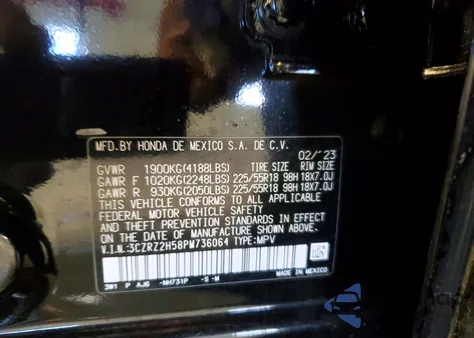 MFD.BY HONDA DE MEXICO S.A. DE C.V.
02/'23
GVWR 1900KG(4188LBS) TIRE SIZE RIM SIZE
GAWR F 1020KG(2248LBS) 225/55R18 98H 18X7.0J
GAWR R 930KG(2050LBS) 225/55R18 98H 18X7.0J
THIS VEHICLE CONFORMS TO ALL APPLICABLE
FEDERAL MOTOR VEHICLE SAFETY
AND THEFT PREVENTION STANDARDS IN EFFECT
ON THE DATE OF MANUFACTURE SHOWN ABOVE.
V.I.N.:3CZRZ2H58PM736064 TYPE:MPV
3W1 P AJ6 -NH731P -S -M MADE IN MEXICO